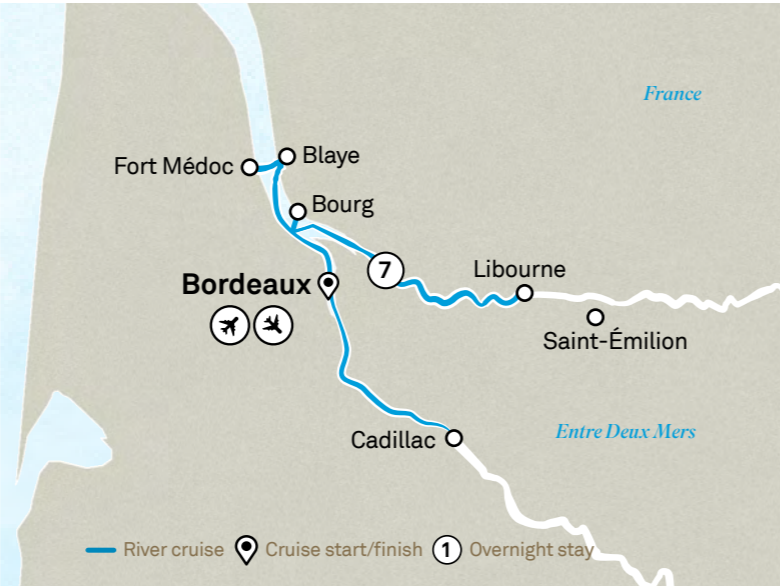 France
Blaye
Fort Médoc
Bourg
7
Libourne
Bordeaux
Saint-Émilion
Entre Deux Mers
Cadillac
River cruise
Cruise start/finish
1
Overnight stay